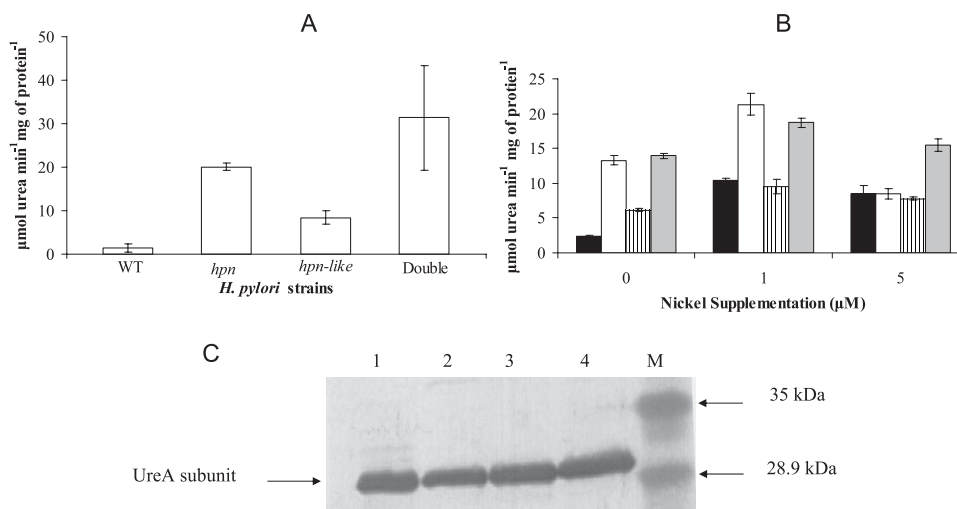 A
µmol urea min⁻¹ mg of protein⁻¹
50
40
30
20
10
0
WT
hpn
hpn-like
Double
H. pylori strains
B
µmol urea min⁻¹ mg of protien⁻¹
25
20
15
10
5
0
0
1
5
Nickel Supplementation (µM)
C
1 2 3 4 M
35 kDa
UreA subunit
28.9 kDa